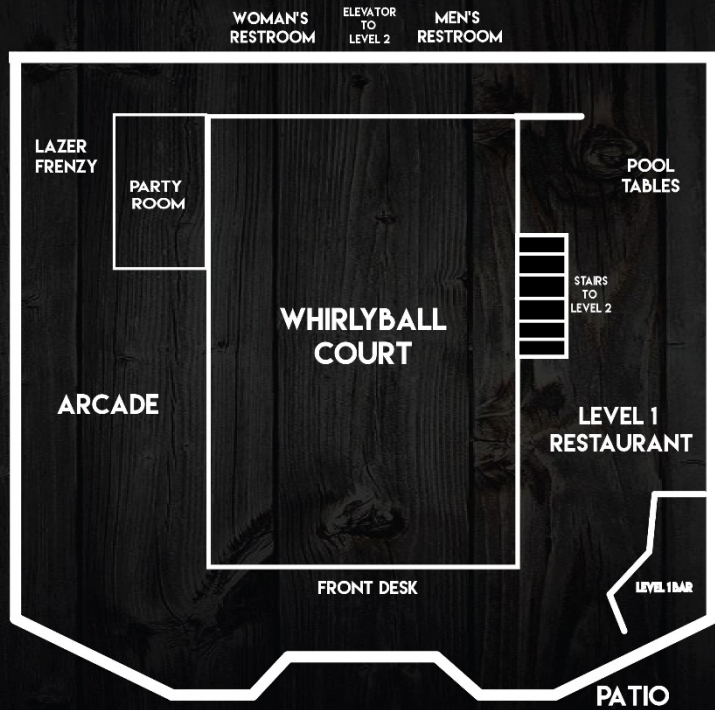 WOMAN'S
RESTROOM
ELEVATOR
TO
LEVEL 2
MEN'S
RESTROOM
LAZER
FRENZY
PARTY
ROOM
POOL
TABLES
STAIRS
TO
LEVEL 2
WHIRLYBALL
COURT
ARCADE
LEVEL 1
RESTAURANT
FRONT DESK
LEVEL 1 BAR
PATIO